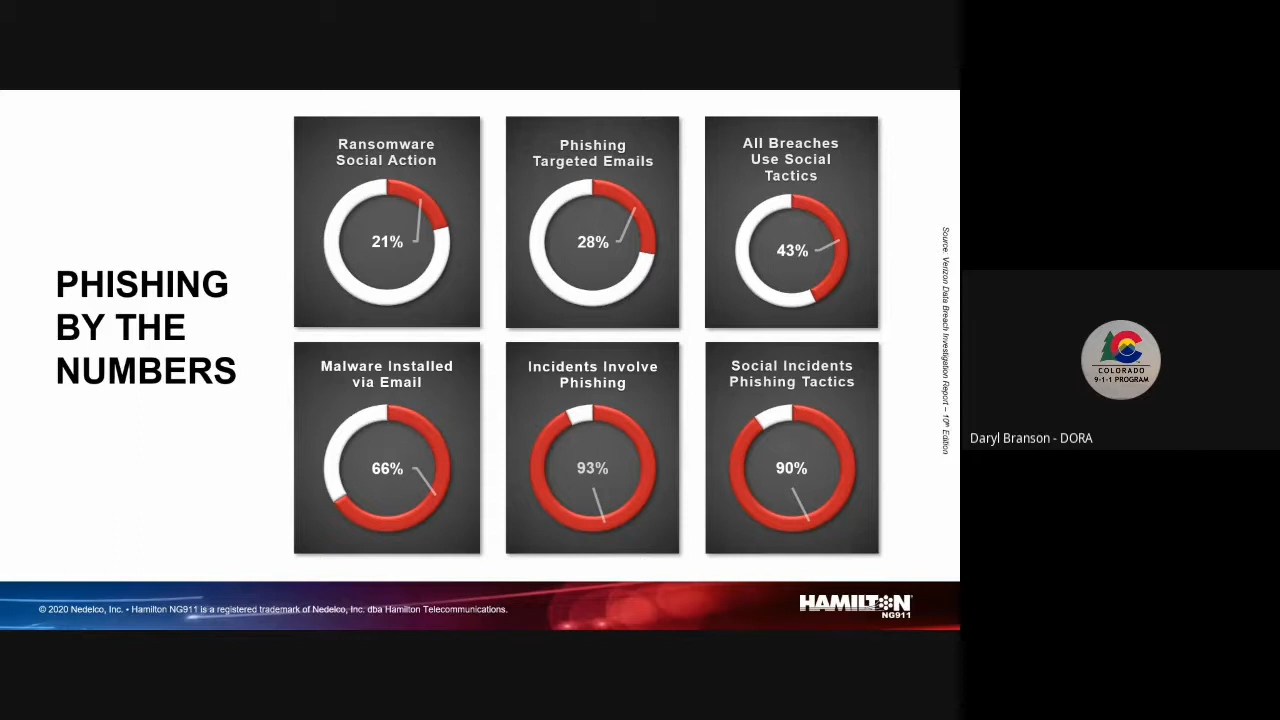 PHISHING
BY THE
NUMBERS
Ransomware
Social Action
21%
Phishing
Targeted Emails
28%
All Breaches
Use Social
Tactics
43%
Malware Installed
via Email
66%
Incidents Involve
Phishing
93%
Social Incidents
Phishing Tactics
90%
Source: Verizon Data Breach Investigation Report – 10th Edition
© 2020 Nedelco, Inc. • Hamilton NG911 is a registered trademark of Nedelco, Inc. dba Hamilton Telecommunications.
HAMILTON
NG911
COLORADO
9-1-1 PROGRAM
Daryl Branson - DORA